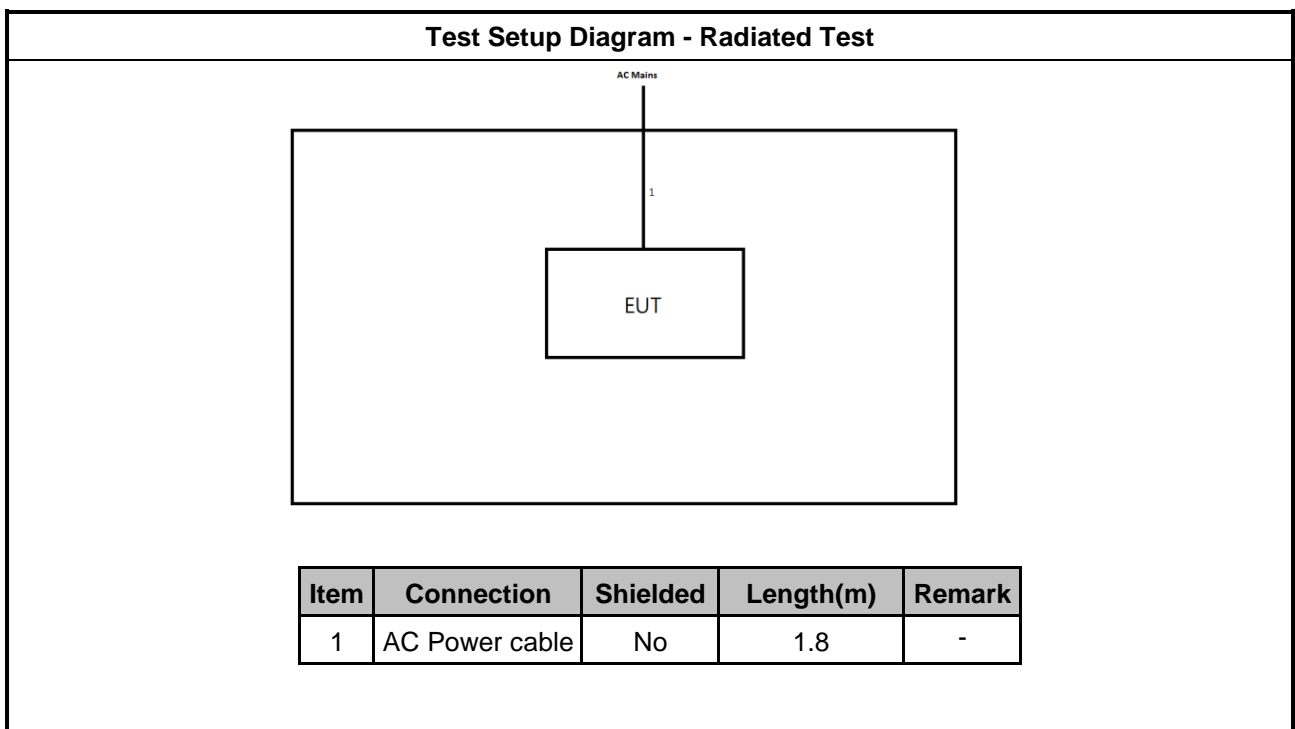 Test Setup Diagram - Radiated Test
AC Mains
1
EUT
Item Connection Shielded Length(m) Remark
1 AC Power cable No 1.8 -